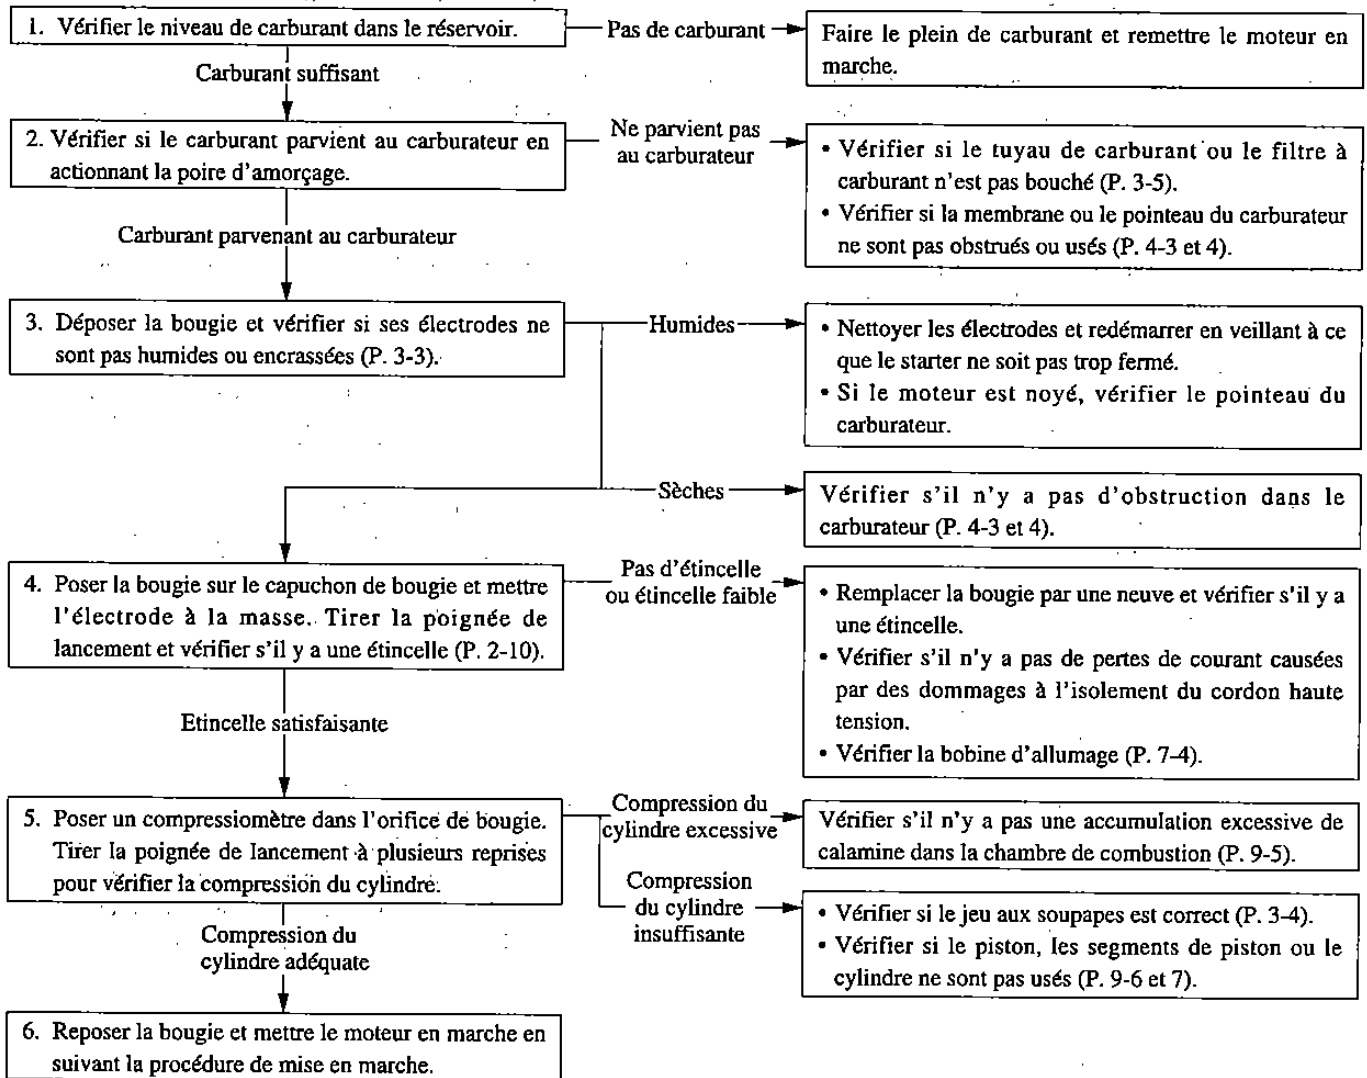 1. Vérifier le niveau de carburant dans le réservoir.
Pas de carburant
Faire le plein de carburant et remettre le moteur en
marche.
Carburant suffisant
2. Vérifier si le carburant parvient au carburateur en
actionnant la poire d'amorçage.
Ne parvient pas
au carburateur
• Vérifier si le tuyau de carburant ou le filtre à
carburant n'est pas bouché (P. 3-5).
• Vérifier si la membrane ou le pointeau du carburateur
ne sont pas obstrués ou usés (P. 4-3 et 4).
Carburant parvenant au carburateur
3. Déposer la bougie et vérifier si ses électrodes ne
sont pas humides ou encrassées (P. 3-3).
Humides
• Nettoyer les électrodes et redémarrer en veillant à ce
que le starter ne soit pas trop fermé.
• Si le moteur est noyé, vérifier le pointeau du
carburateur.
Sèches
Vérifier s'il n'y a pas d'obstruction dans le
carburateur (P. 4-3 et 4).
4. Poser la bougie sur le capuchon de bougie et mettre
l'électrode à la masse. Tirer la poignée de
lancement et vérifier s'il y a une étincelle (P. 2-10).
Pas d'étincelle
ou étincelle faible
• Remplacer la bougie par une neuve et vérifier s'il y a
une étincelle.
• Vérifier s'il n'y a pas de pertes de courant causées
par des dommages à l'isolement du cordon haute
tension.
• Vérifier la bobine d'allumage (P. 7-4).
Etincelle satisfaisante
5. Poser un compressiomètre dans l'orifice de bougie.
Tirer la poignée de lancement à plusieurs reprises
pour vérifier la compression du cylindre.
Compression du
cylindre excessive
Vérifier s'il n'y a pas une accumulation excessive de
calamine dans la chambre de combustion (P. 9-5).
Compression
du cylindre
insuffisante
• Vérifier si le jeu aux soupapes est correct (P. 3-4).
• Vérifier si le piston, les segments de piston ou le
cylindre ne sont pas usés (P. 9-6 et 7).
Compression du
cylindre adéquate
6. Reposer la bougie et mettre le moteur en marche en
suivant la procédure de mise en marche.